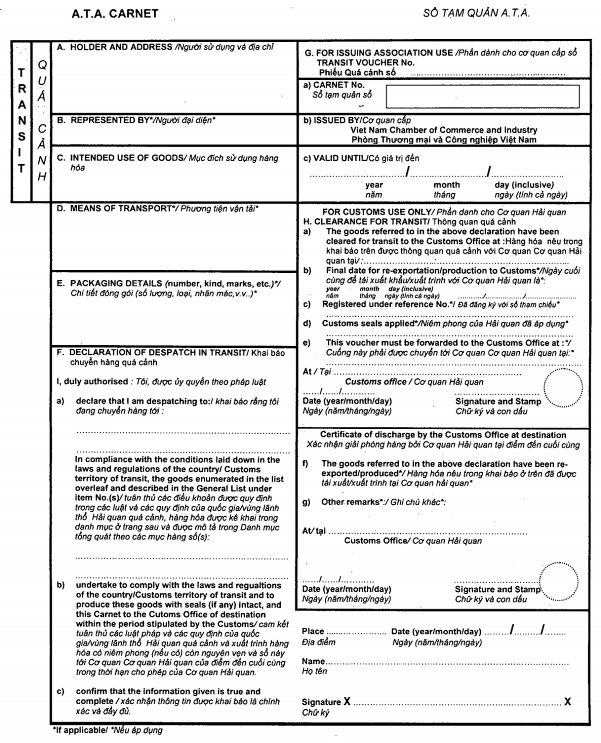 A.T.A. CARNET
SỔ TẠM QUẢN A.T.A.
TRANSIT
QUÁ CẢNH
A. HOLDER AND ADDRESS /Người sử dụng và địa chỉ
B. REPRESENTED BY*/Người đại diện*
C. INTENDED USE OF GOODS/ Mục đích sử dụng hàng
hóa
D. MEANS OF TRANSPORT*/ Phương tiện vận tải*
E. PACKAGING DETAILS (number, kind, marks, etc.)*/
Chi tiết đóng gói (số lượng, loại, nhãn mác,v.v..)*
F. DECLARATION OF DESPATCH IN TRANSIT/ Khai báo
chuyển hàng quá cảnh
I, duly authorised : Tôi, được ủy quyền theo pháp luật
a) declare that I am despatching to:/ khai báo rằng tôi
đang chuyển hàng tới :
In compliance with the conditions laid down in the
laws and regulations of the country/ Customs
territory of transit, the goods enumerated in the list
overleaf and described in the General List under
item No.(s)/ tuân thủ các điều khoản được quy định
trong các luật và các quy định của quốc gia/vùng lãnh
thổ Hải quan quá cảnh, hàng hóa được kê khai trong
danh mục ở trang sau và được mô tả trong Danh mục
tổng quát theo các mục hàng số(s):
b) undertake to comply with the laws and regualtions
of the country/Customs territory of transit and to
produce these goods with seals (if any) intact, and
this Carnet to the Cutoms Office of destination
within the period stipulated by the Customs/ cam kết
tuân thủ các luật pháp và các quy định của quốc
gia/vùng lãnh thổ Hải quan quá cảnh và xuất trình hàng
hóa có niêm phong (nếu có) còn nguyên vẹn và sổ này
tới Cơ quan Cơ quan Hải quan của điểm đến cuối cùng
trong thời hạn cho phép của Cơ quan Hải quan.
c) confirm that the information given is true and
complete / xác nhận thông tin được khai báo là chính
xác và đầy đủ.
G. FOR ISSUING ASSOCIATION USE /Phần dành cho cơ quan cấp sổ
TRANSIT VOUCHER No.
Phiếu Quá cảnh số
a) CARNET No.
Số tạm quản số
b) ISSUED BY/Cơ quan cấp
Viet Nam Chamber of Commerce and Industry
Phòng Thương mại và Công nghiệp Việt Nam
c) VALID UNTIL/Có giá trị đến
........../........../..........
year month day (inclusive)
năm tháng ngày (tính cả ngày)
FOR CUSTOMS USE ONLY/ Phần danh cho Cơ quan Hải quan
H. CLEARANCE FOR TRANSIT/ Thông quan quá cảnh
a) The goods referred to in the above declaration have been
cleared for transit to the Customs Office at :Hàng hóa nêu trong
khai báo trên được thông quan quá cảnh với Cơ quan Cơ quan Hải
quan tại/:
b) Final date for re-exportation/production to Customs*/Ngày cuối
cùng để tái xuất khẩu/xuất trình với Cơ quan Hải quan là*:
year month day (inclusive)
năm tháng ngày (tính cả ngày) ....../....../......
c) Registered under reference No.*/ Đã đăng ký với số tham chiếu*
d) Customs seals applied*/Niêm phong của Hải quan đã áp dụng*
e) This voucher must be forwarded to the Customs Office at :*/
Cuống này phải được chuyển tới Cơ quan Cơ quan Hải quan tại:*
At / Tại
Customs office / Cơ quan Hải quan
....../....../......
Date (year/month/day) Signature and Stamp
Ngày (năm/tháng/ngày) Chữ ký và con dấu
Certificate of discharge by the Customs Office at destination
Xác nhận giải phóng hàng bởi Cơ quan Hải quan tại điểm đến cuối cùng
f) The goods referred to in the above declaration have been re-
exported/produced*/ Hàng hóa nêu trong khai báo ở trên đã được
tái xuất/xuất trình tại Cơ quan Hải quan*
g) Other remarks*:/ Ghi chú khác*:
At/ tại
Customs Office/ Cơ quan Hải quan
....../....../......
Date (year/month/day) Signature and Stamp
Ngày (năm/tháng/ngày) Chữ ký và con dấu
Place .................... Date (year/month/day) ......./......./.......
Địa điểm Ngày (năm/tháng/ngày)
Name
Họ tên
Signature X ........................................ X
Chữ ký
*If applicable/ *Nếu áp dụng